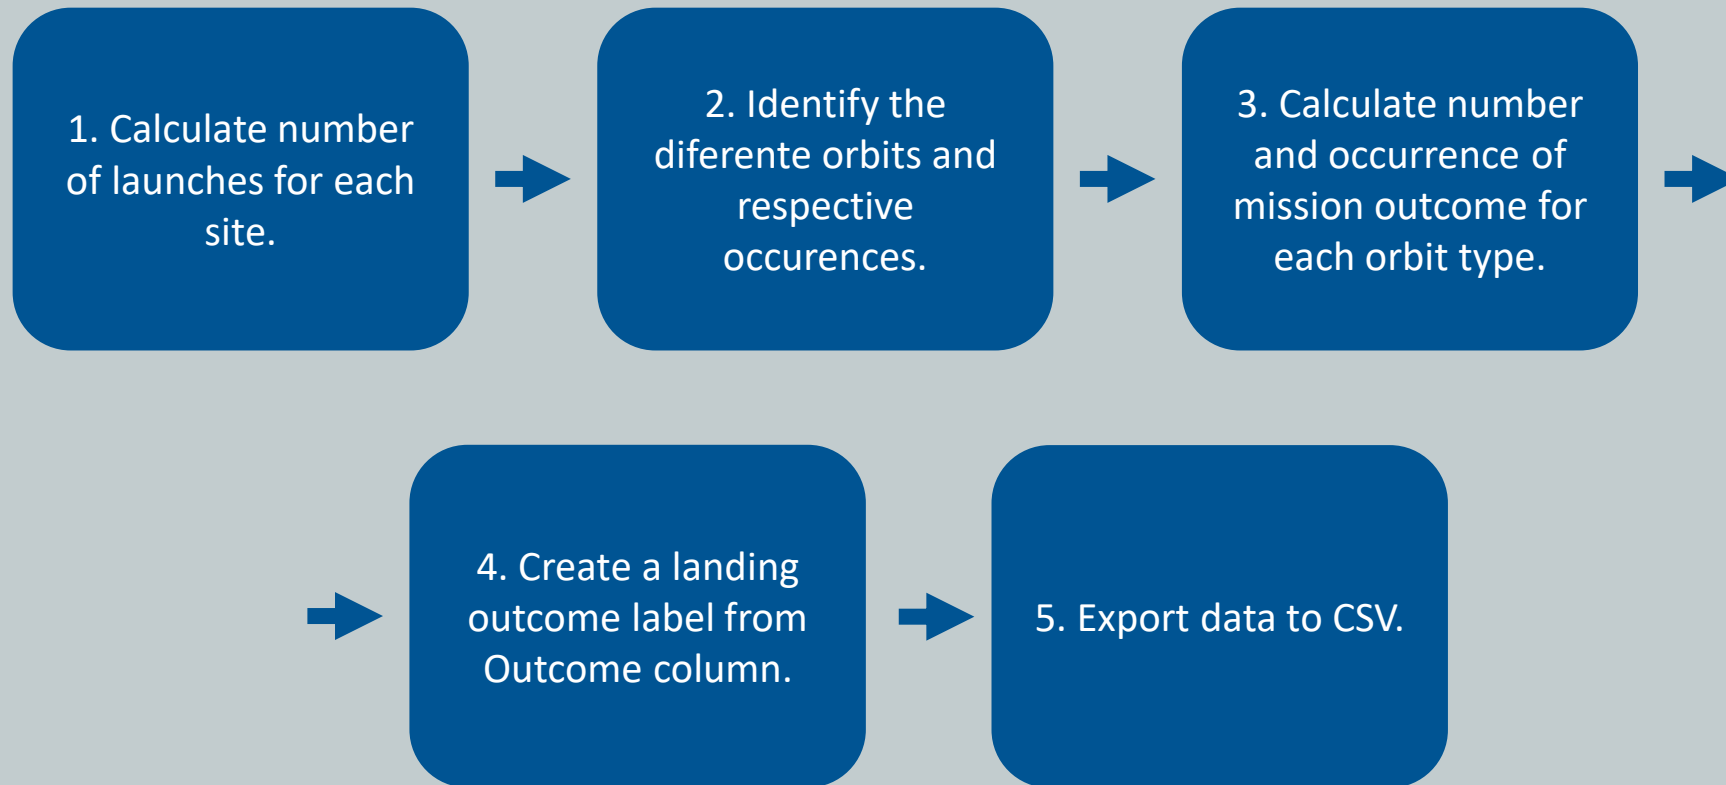 1. Calculate number
of launches for each
site.
2. Identify the
diferente orbits and
respective
occurences.
3. Calculate number
and occurrence of
mission outcome for
each orbit type.
4. Create a landing
outcome label from
Outcome column.
5. Export data to CSV.